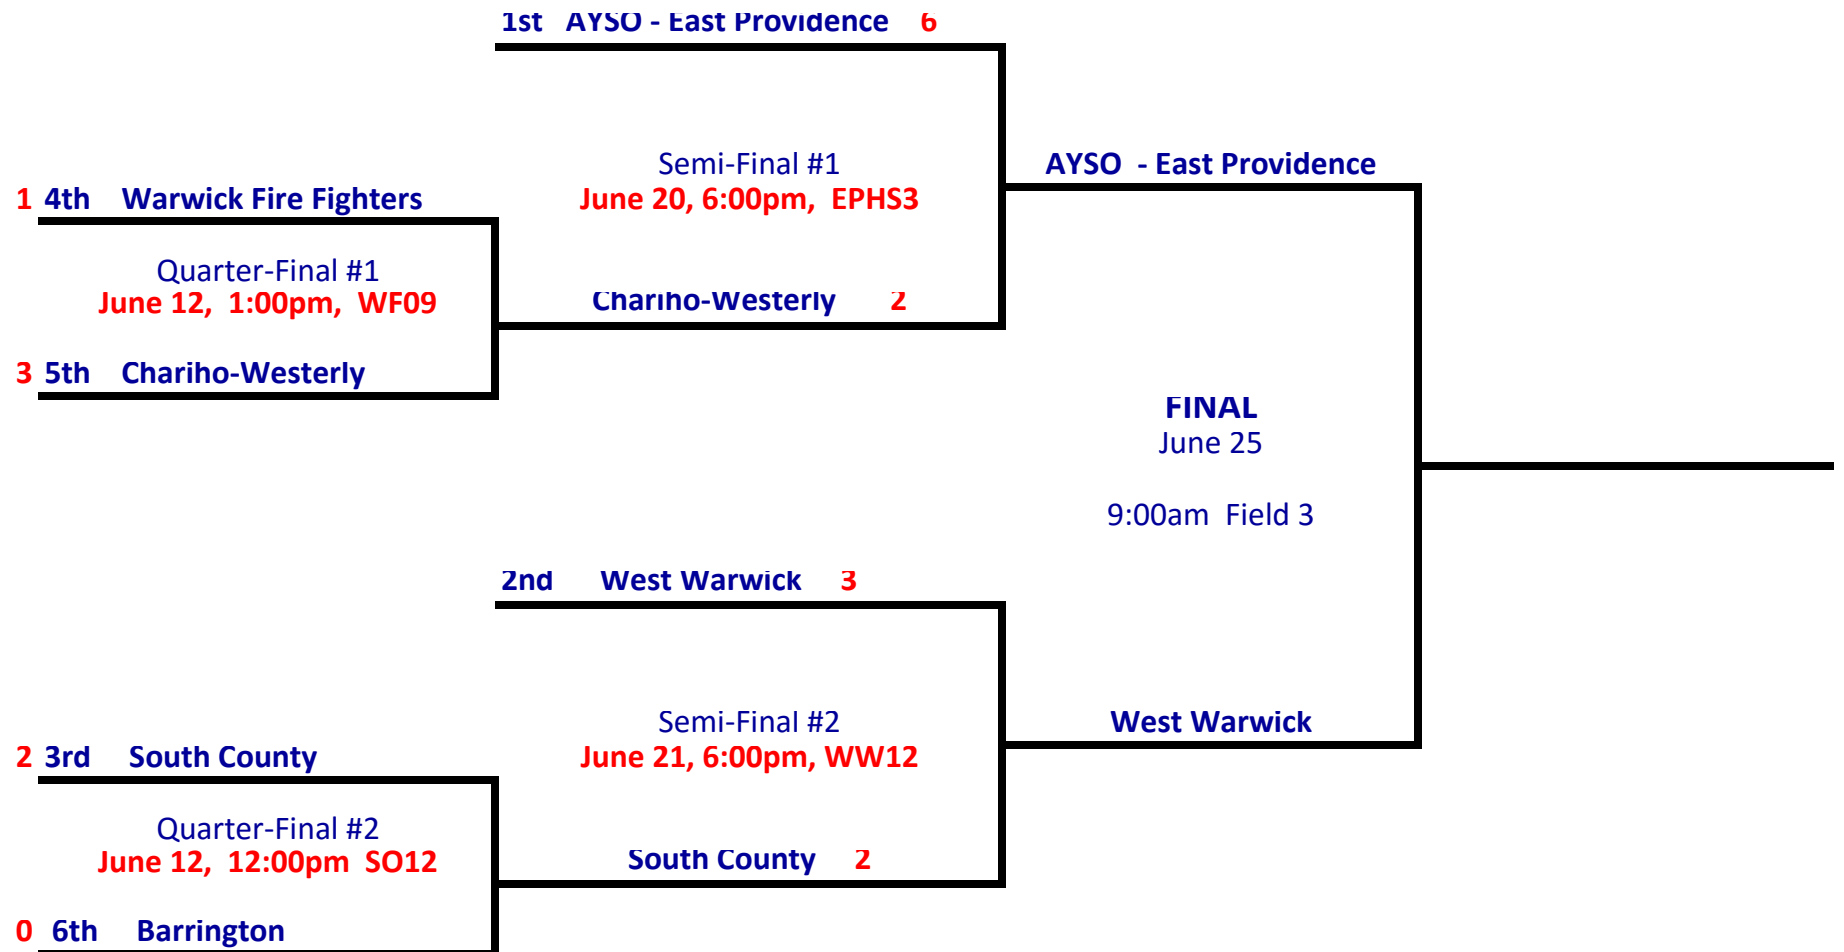 1st AYSO - East Providence 6
Semi-Final #1
June 20, 6:00pm, EPHS3
AYSO - East Providence
1 4th Warwick Fire Fighters
Quarter-Final #1
June 12, 1:00pm, WF09
Chariho-Westerly 2
3 5th Chariho-Westerly
FINAL
June 25
9:00am Field 3
2nd West Warwick 3
Semi-Final #2
June 21, 6:00pm, WW12
West Warwick
2 3rd South County
Quarter-Final #2
June 12, 12:00pm SO12
South County 2
0 6th Barrington